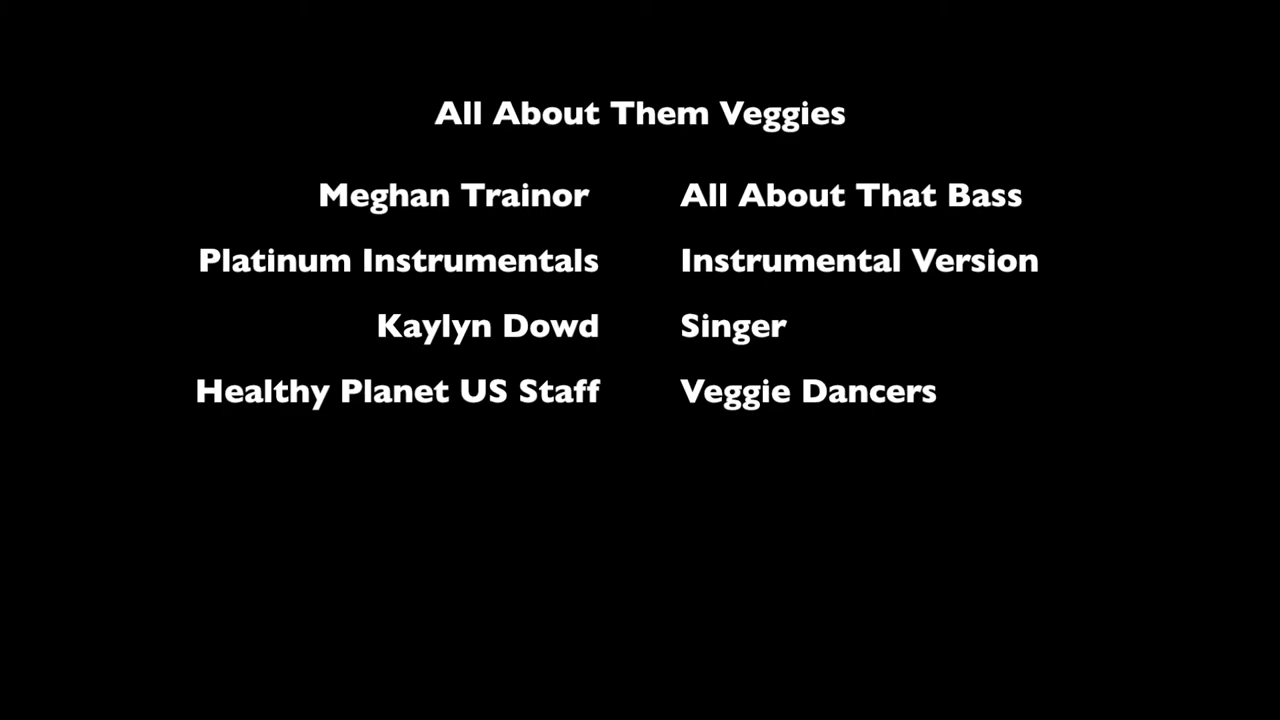 All About Them Veggies
Meghan Trainor All About That Bass
Platinum Instrumentals Instrumental Version
Kaylyn Dowd Singer
Healthy Planet US Staff Veggie Dancers